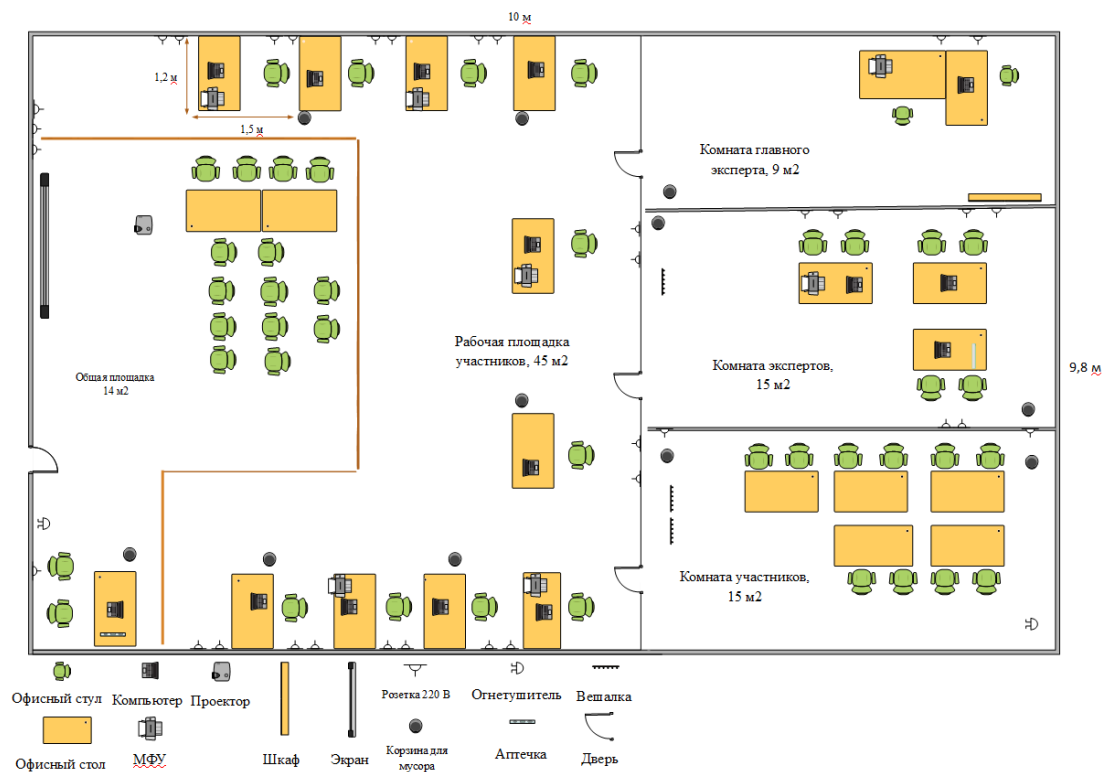 10 м
1,2 м
1,5 м
Комната главного
эксперта, 9 м2
Рабочая площадка
участников, 45 м2
Общая площадка
14 м2
Комната экспертов,
15 м2
9,8 м
Комната участников,
15 м2
Офисный стул
Компьютер
Проектор
Розетка 220 В
Огнетушитель
Вешалка
Офисный стол
МФУ
Шкаф
Экран
Корзина для
мусора
Аптечка
Дверь